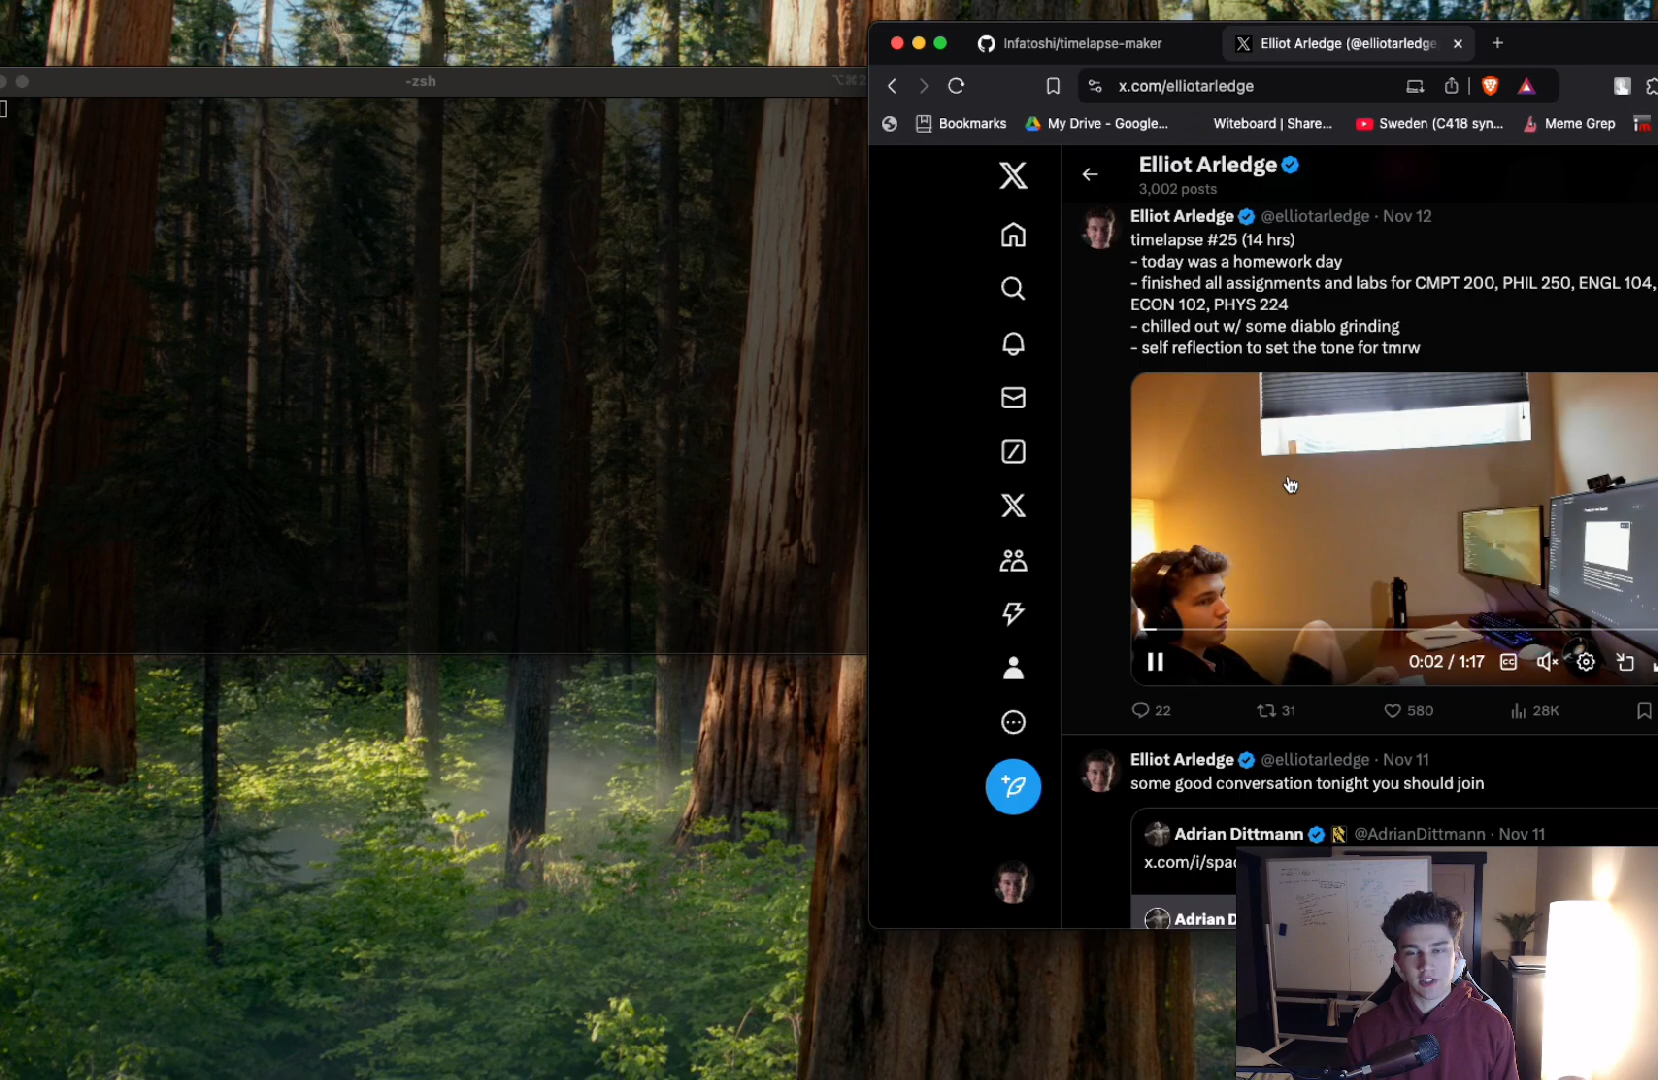 -zsh
⌥⌘2
Infatoshi/timelapse-maker
Elliot Arledge (@elliotarledge
x.com/elliotarledge
Bookmarks
My Drive - Google...
Witeboard | Share...
Sweden (C418 syn...
Meme Grep
Elliot Arledge
3,002 posts
Elliot Arledge @elliotarledge · Nov 12
timelapse #25 (14 hrs)
- today was a homework day
- finished all assignments and labs for CMPT 200, PHIL 250, ENGL 104,
ECON 102, PHYS 224
- chilled out w/ some diablo grinding
- self reflection to set the tone for tmrw
0:02 / 1:17
CC
22
31
580
28K
Elliot Arledge @elliotarledge · Nov 11
some good conversation tonight you should join
Adrian Dittmann @AdrianDittmann · Nov 11
x.com/i/spa
Adrian D